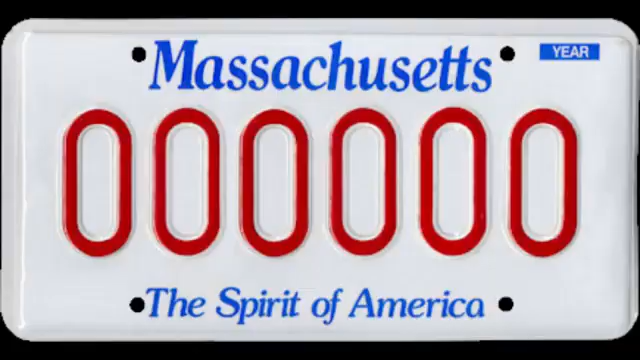 Massachusetts
YEAR
000000
The Spirit of America